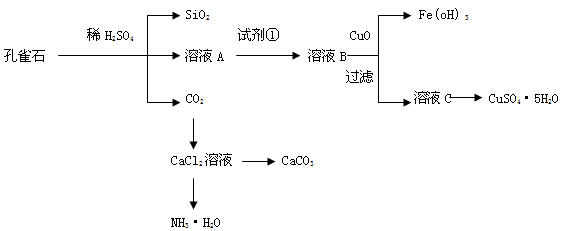 SiO₂
Fe(oH)₃
稀H₂SO₄
试剂①
CuO
孔雀石
溶液A
溶液B
过滤
CO₂
溶液C
CuSO₄·5H₂O
CaCl₂溶液
CaCO₃
NH₃·H₂O